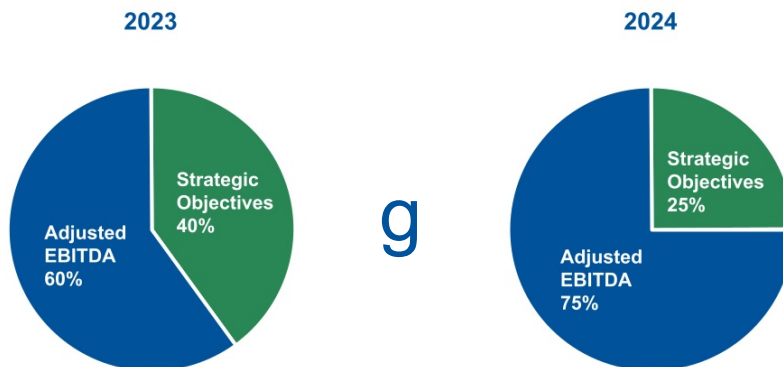 2023
2024
Strategic
Objectives
40%
Adjusted
EBITDA
60%
g
Strategic
Objectives
25%
Adjusted
EBITDA
75%